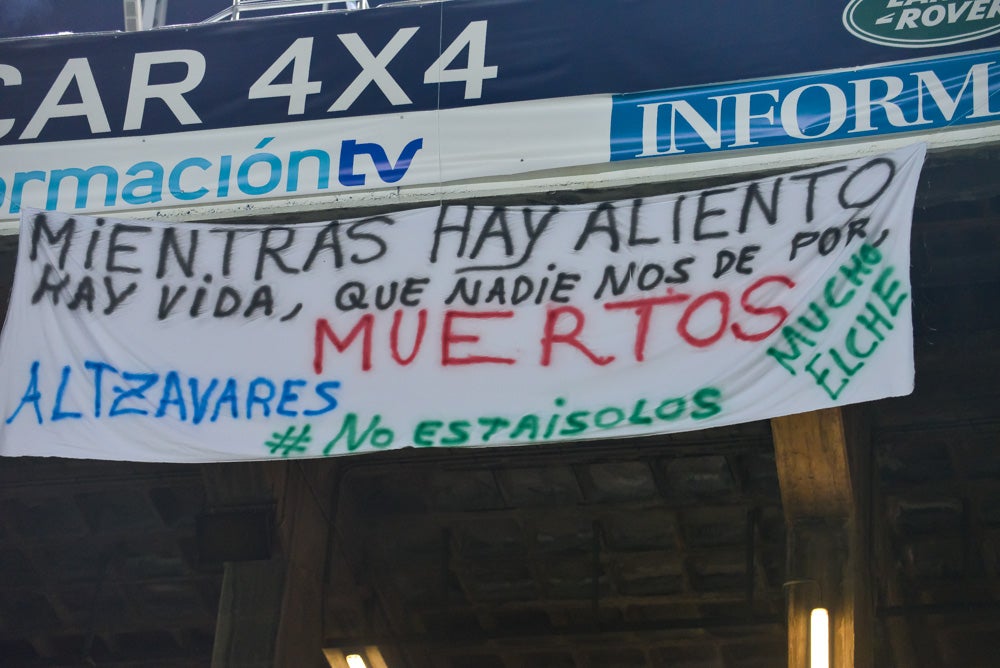 CAR 4X4
ROVER
rmacióntv
INFORM
MiENTRAS HAY ALiENTO
HAY ViDA, QUE NADiE NOS DE POR,
MUERTOS
MUCHO
ELCHE
ALTZAVARES
# No ESTAiSOLOS